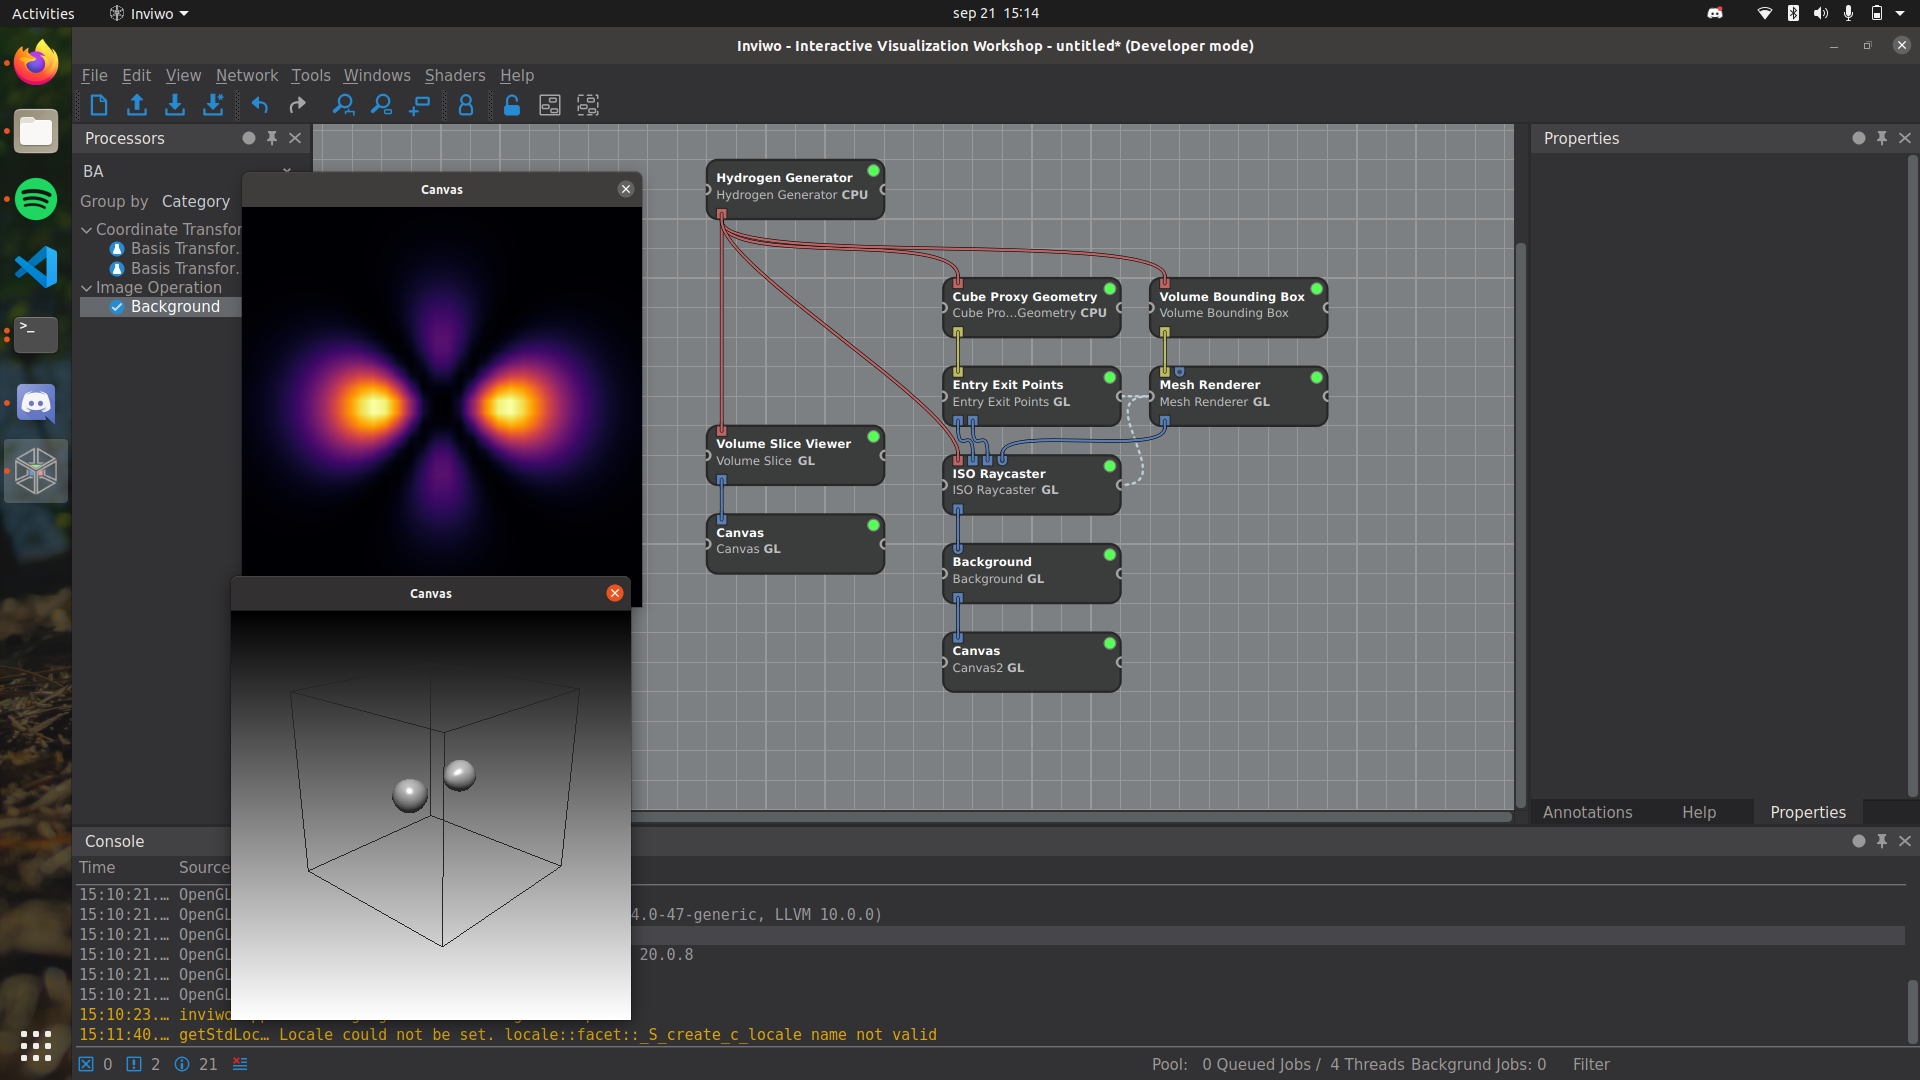 Activities
Inviwo
sep 21 15:14
Inviwo - Interactive Visualization Workshop - untitled* (Developer mode)
File Edit View Network Tools Windows Shaders Help
Processors
BA
Group by Category
Coordinate Transfor
Basis Transfor…
Basis Transfor…
Image Operation
Background
Canvas
Canvas
Hydrogen Generator
Hydrogen Generator CPU
Cube Proxy Geometry
Cube Pro...Geometry CPU
Volume Bounding Box
Volume Bounding Box
Entry Exit Points
Entry Exit Points GL
Mesh Renderer
Mesh Renderer GL
Volume Slice Viewer
Volume Slice GL
ISO Raycaster
ISO Raycaster GL
Canvas
Canvas GL
Background
Background GL
Canvas
Canvas2 GL
Properties
Annotations Help Properties
Console
Time Source
15:10:21.… OpenGL
15:10:21.… OpenGL 4.0-47-generic, LLVM 10.0.0)
15:10:21.… OpenGL
15:10:21.… OpenGL 20.0.8
15:10:21.… OpenGL
15:10:21.… OpenGL
15:10:23.… inviwo
15:11:40.… getStdLoc… Locale could not be set. locale::facet::_S_create_c_locale name not valid
0 2 21
Pool: 0 Queued Jobs / 4 Threads Backgrund Jobs: 0 Filter